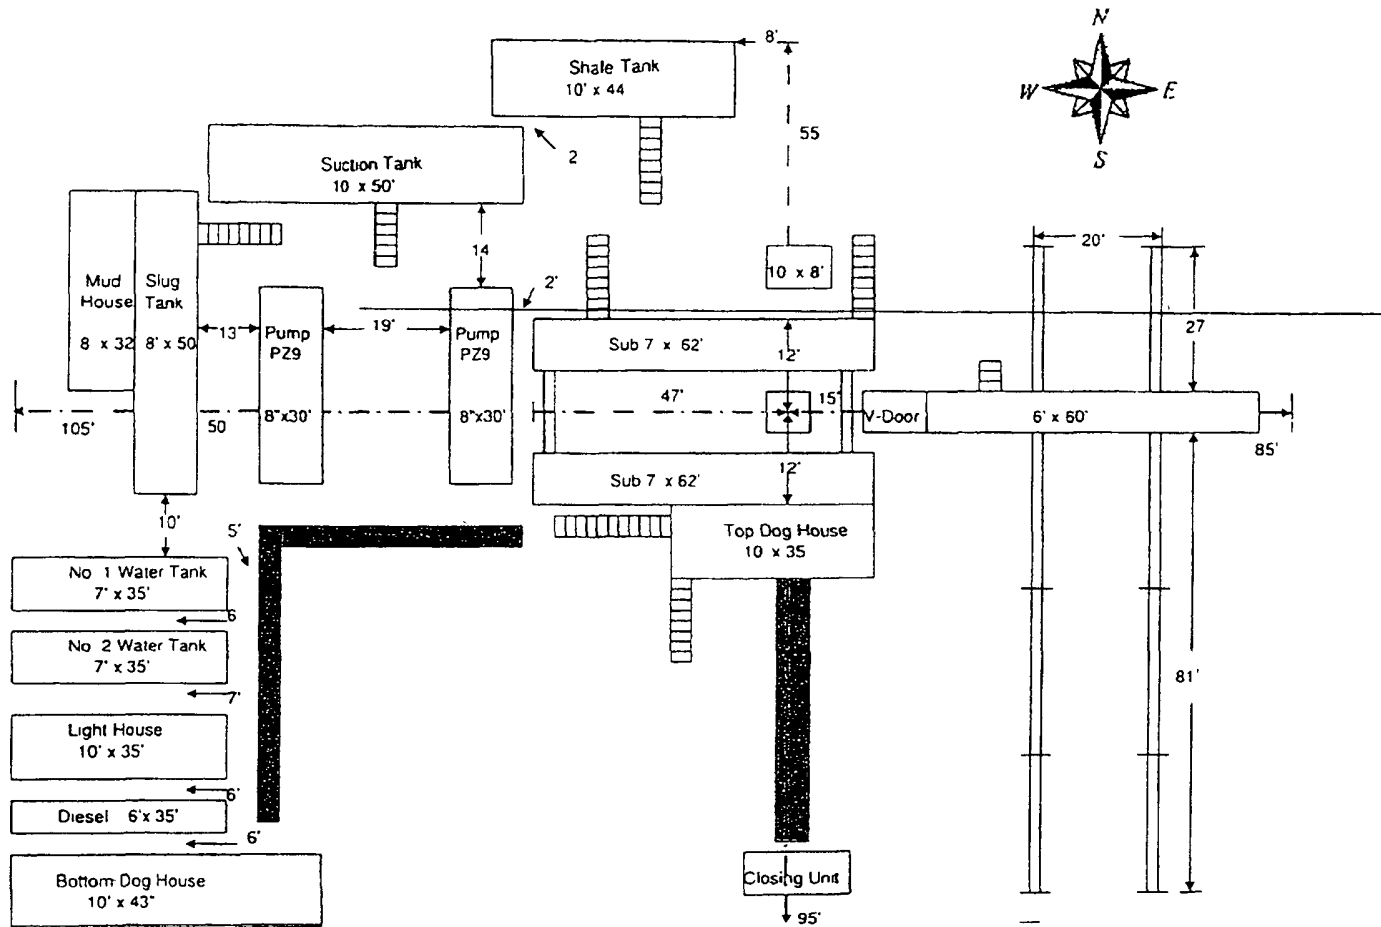 N
W E
S
8'
Shale Tank
10' x 44
55
2
Suction Tank
10 x 50'
14
20'
10 x 8'
Mud
House
8 x 32
Slug
Tank
8' x 50
2'
27
13
19'
Pump
PZ9
8"x30'
Pump
PZ9
8"x30'
Sub 7 x 62'
12'
47'
15'
V-Door
6' x 60'
105'
50
85'
Sub 7 x 62'
12'
10'
5'
Top Dog House
10 x 35
No 1 Water Tank
7' x 35'
6
No 2 Water Tank
7' x 35'
7'
81'
Light House
10' x 35'
6'
Diesel 6' x 35'
6'
Bottom Dog House
10' x 43"
Closing Unit
95'